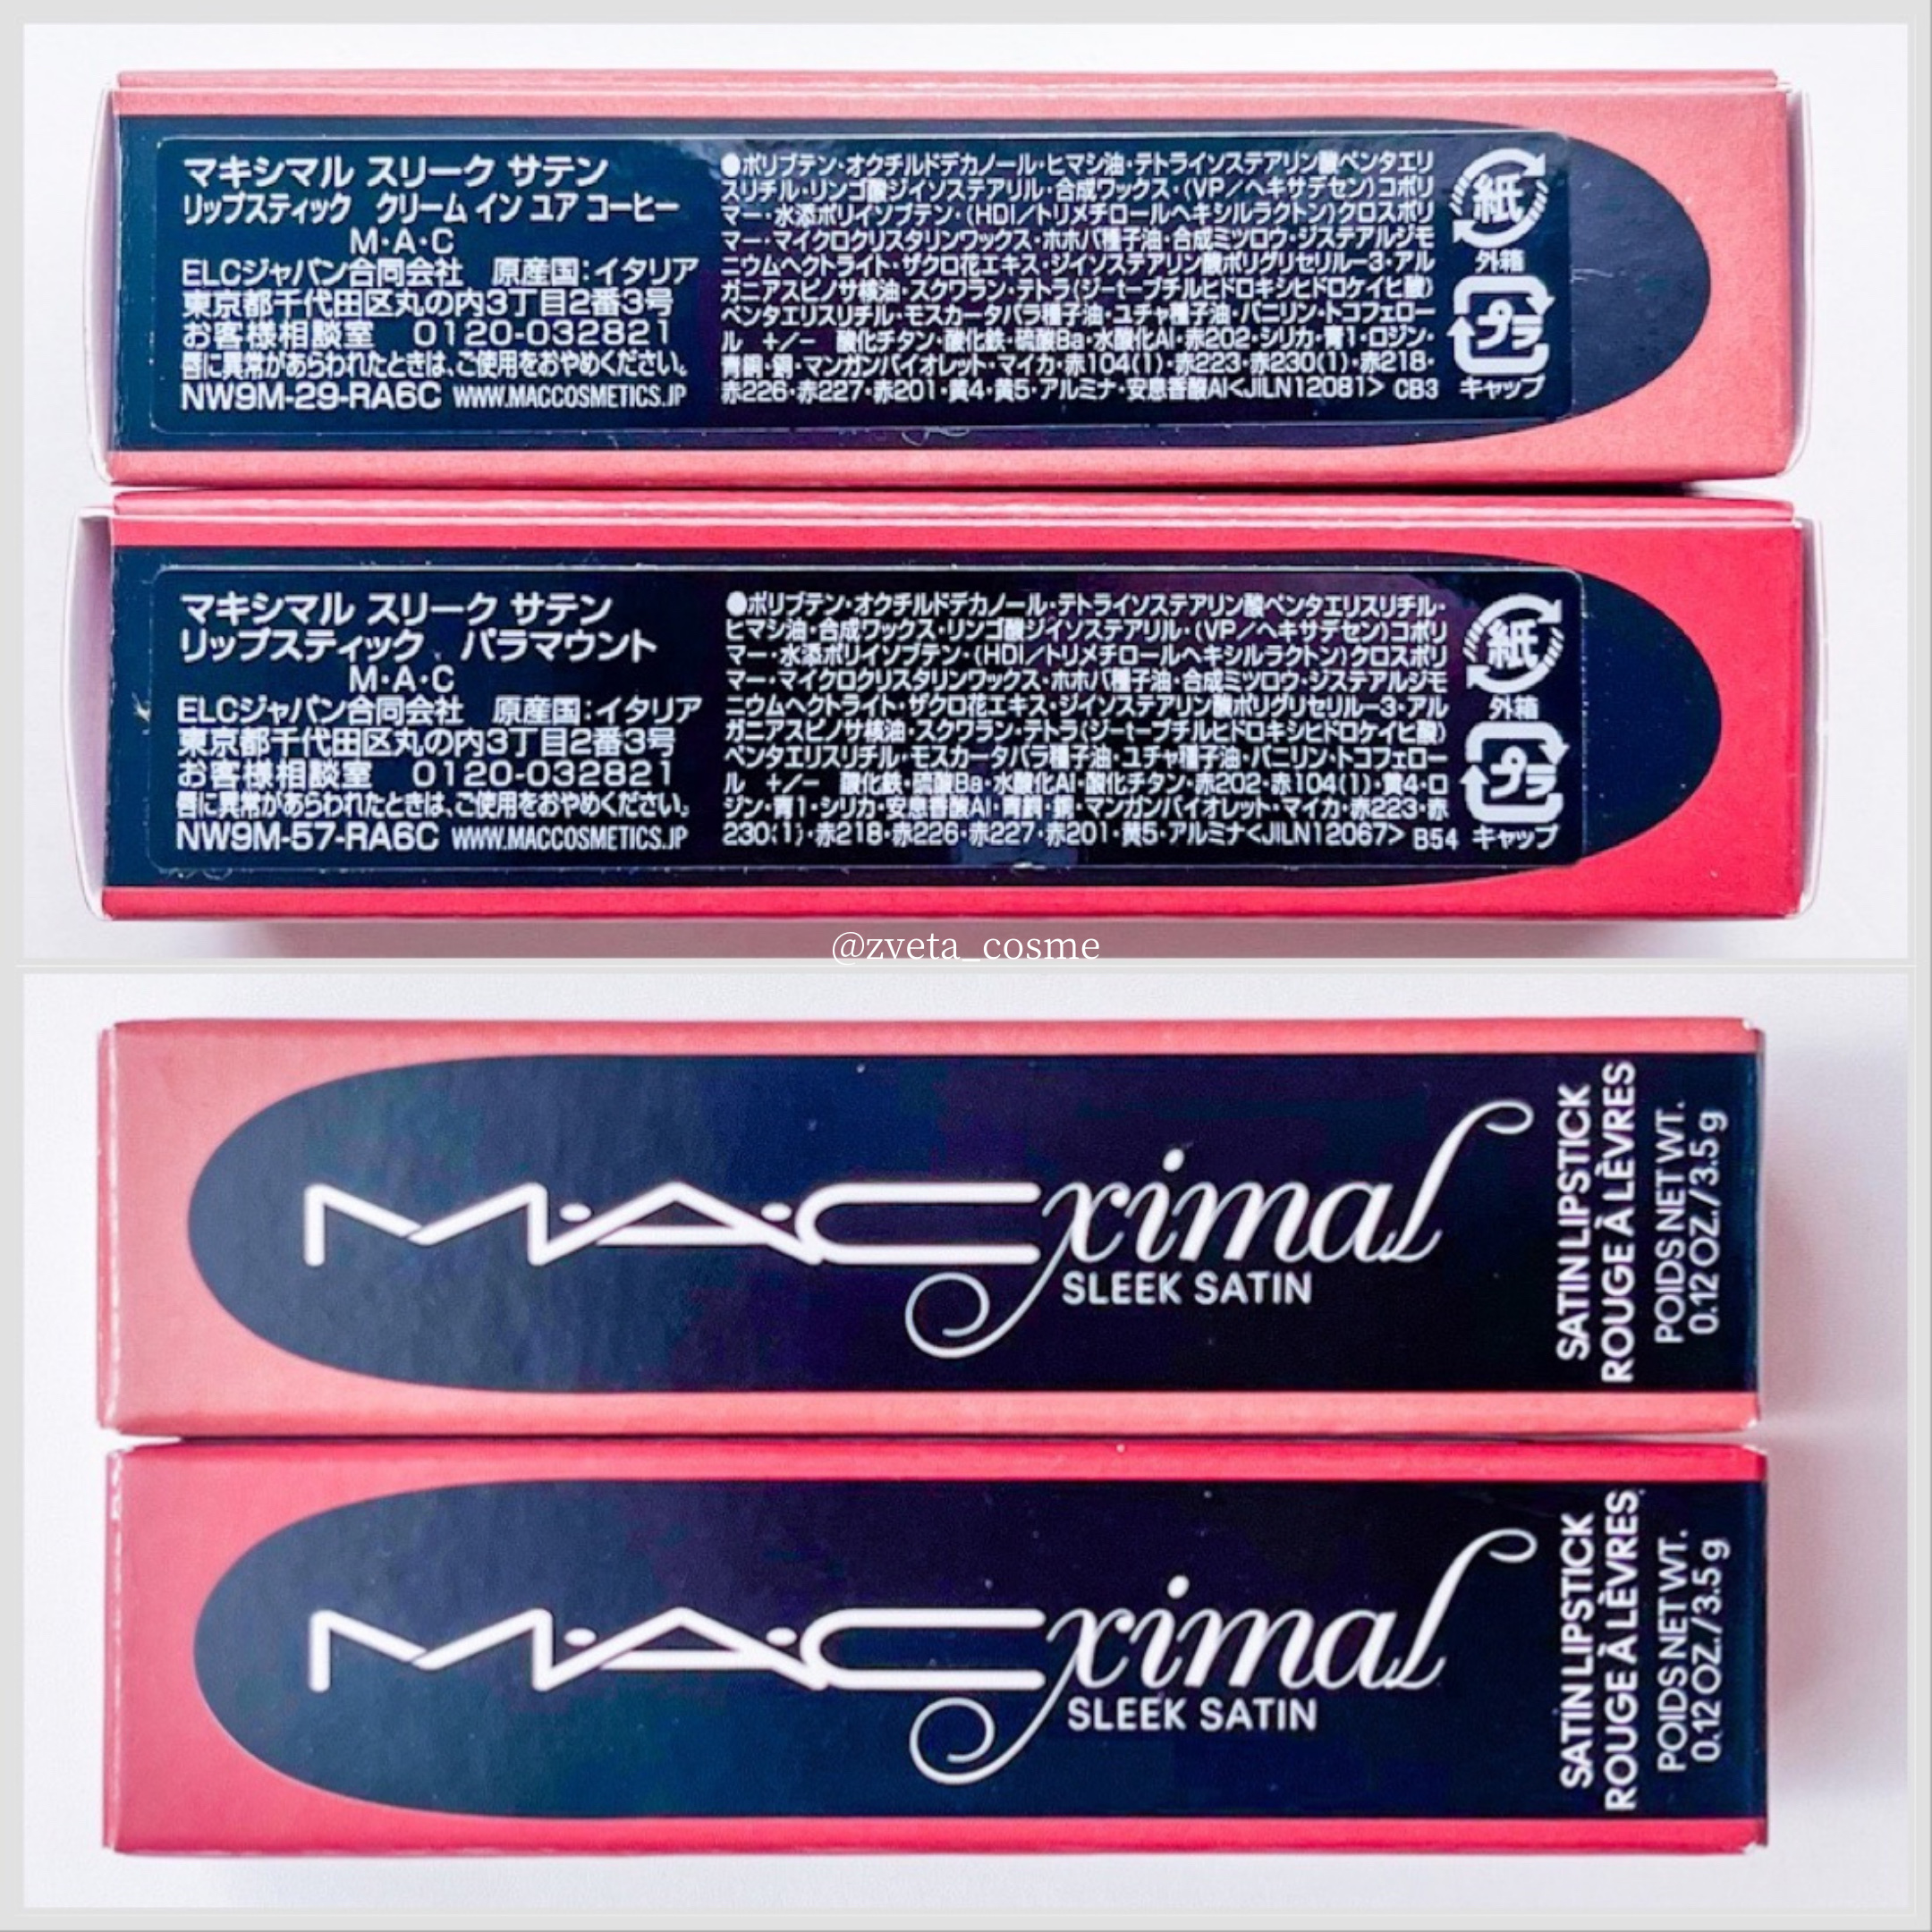 マキシマル スリーク サテン
リップスティック クリーム イン ユア コーヒー
M・A・C
ELCジャパン合同会社 原産国：イタリア
東京都千代田区丸の内3丁目2番3号
お客様相談室 0120-032821
唇に異常があらわれたときは、ご使用をおやめください。
NW9M-29-RA6C WWW.MACCOSMETICS.JP
●ポリブテン・オクチルドデカノール・ヒマシ油・テトライソステアリン酸ペンタエリ
スリチル・リンゴ酸ジイソステアリル・合成ワックス・(VP／ヘキサデセン)コポリ
マー・水添ポリイソブテン・(HDI／トリメチロールヘキシルラクトン)クロスポリ
マー・マイクロクリスタリンワックス・ホホバ種子油・合成ミツロウ・ジステアルジモ
ニウムヘクトライト・ザクロ花エキス・ジイソステアリン酸ポリグリセリル－3・アル
ガニアスピノサ核油・スクワラン・テトラ(ジ－t－ブチルヒドロキシヒドロケイヒ酸)
ペンタエリスリチル・モスカータバラ種子油・ユチャ種子油・バニリン・トコフェロー
ル +/− 酸化チタン・酸化鉄・硫酸Ba・水酸化Al・赤202・シリカ・青1・ロジン・
青銅・銅・マンガンバイオレット・マイカ・赤104(1)・赤223・赤230(1)・赤218・
赤226・赤227・赤201・黄4・黄5・アルミナ・安息香酸Al<JILN12081> CB3
紙
外箱
プラ
キャップ
マキシマル スリーク サテン
リップスティック パラマウント
M・A・C
ELCジャパン合同会社 原産国：イタリア
東京都千代田区丸の内3丁目2番3号
お客様相談室 0120-032821
唇に異常があらわれたときは、ご使用をおやめください。
NW9M-57-RA6C WWW.MACCOSMETICS.JP
●ポリブテン・オクチルドデカノール・テトライソステアリン酸ペンタエリスリチル・
ヒマシ油・合成ワックス・リンゴ酸ジイソステアリル・(VP／ヘキサデセン)コポリ
マー・水添ポリイソブテン・(HDI／トリメチロールヘキシルラクトン)クロスポリ
マー・マイクロクリスタリンワックス・ホホバ種子油・合成ミツロウ・ジステアルジモ
ニウムヘクトライト・ザクロ花エキス・ジイソステアリン酸ポリグリセリル－3・アル
ガニアスピノサ核油・スクワラン・テトラ(ジ－t－ブチルヒドロキシヒドロケイヒ酸)
ペンタエリスリチル・モスカータバラ種子油・ユチャ種子油・バニリン・トコフェロー
ル +/− 酸化鉄・硫酸Ba・水酸化Al・酸化チタン・赤202・赤104(1)・黄4・ロ
ジン・青1・シリカ・安息香酸Al・青銅・銅・マンガンバイオレット・マイカ・赤223・赤
230(1)・赤218・赤226・赤227・赤201・黄5・アルミナ<JILN12067> B54
紙
外箱
プラ
キャップ
@zveta_cosme
M·A·Cximal
SLEEK SATIN
SATIN LIPSTICK
ROUGE À LÈVRES
POIDS NET WT.
0.12 OZ./3.5 g
M·A·Cximal
SLEEK SATIN
SATIN LIPSTICK
ROUGE À LÈVRES
POIDS NET WT.
0.12 OZ./3.5 g